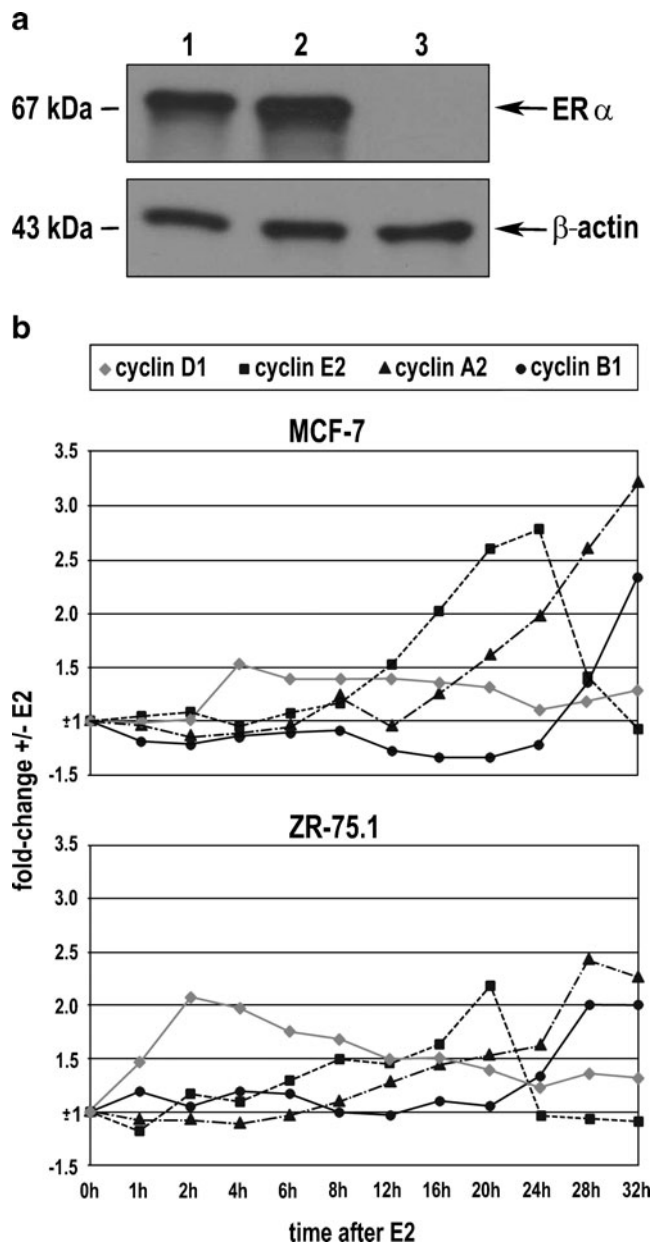 a
1 2 3
67 kDa ERα
43 kDa β-actin
b
cyclin D1 cyclin E2 cyclin A2 cyclin B1
MCF-7
3.5
3.0
2.5
2.0
1.5
±1
-1.5
fold-change +/- E2
ZR-75.1
3.5
3.0
2.5
2.0
1.5
±1
-1.5
0h 1h 2h 4h 6h 8h 12h 16h 20h 24h 28h 32h
time after E2